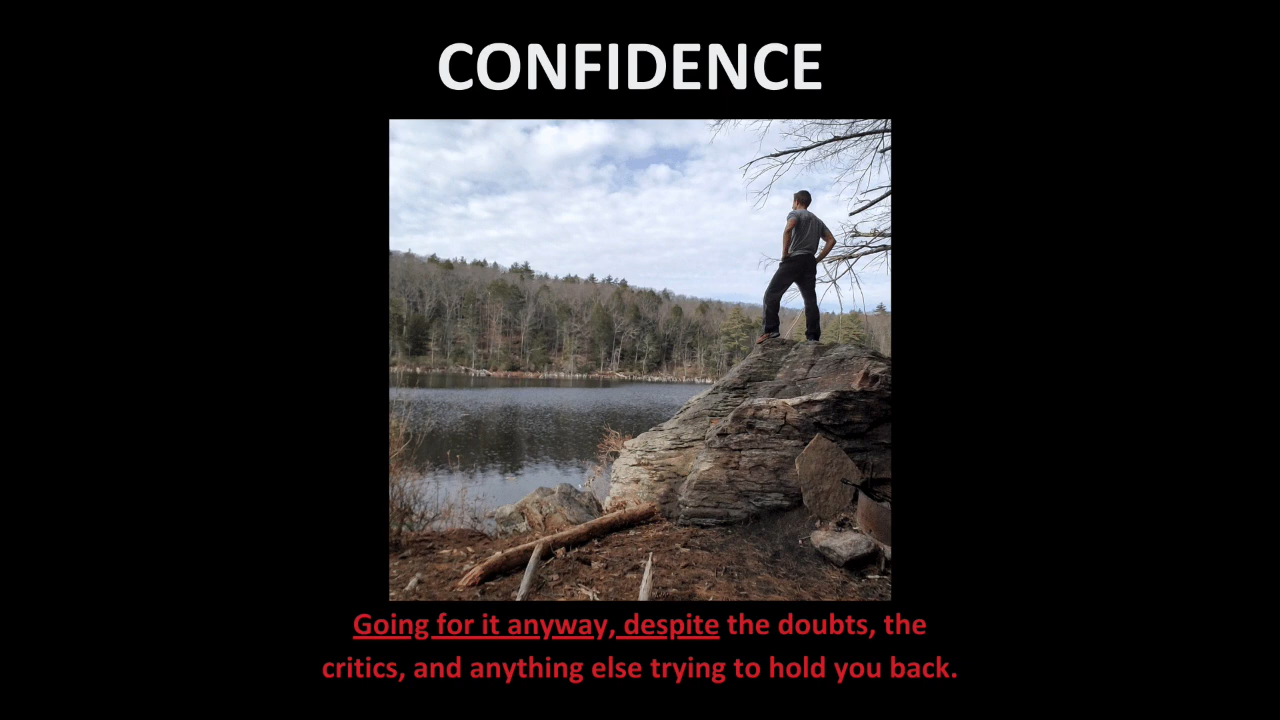 CONFIDENCE
Going for it anyway, despite the doubts, the
critics, and anything else trying to hold you back.